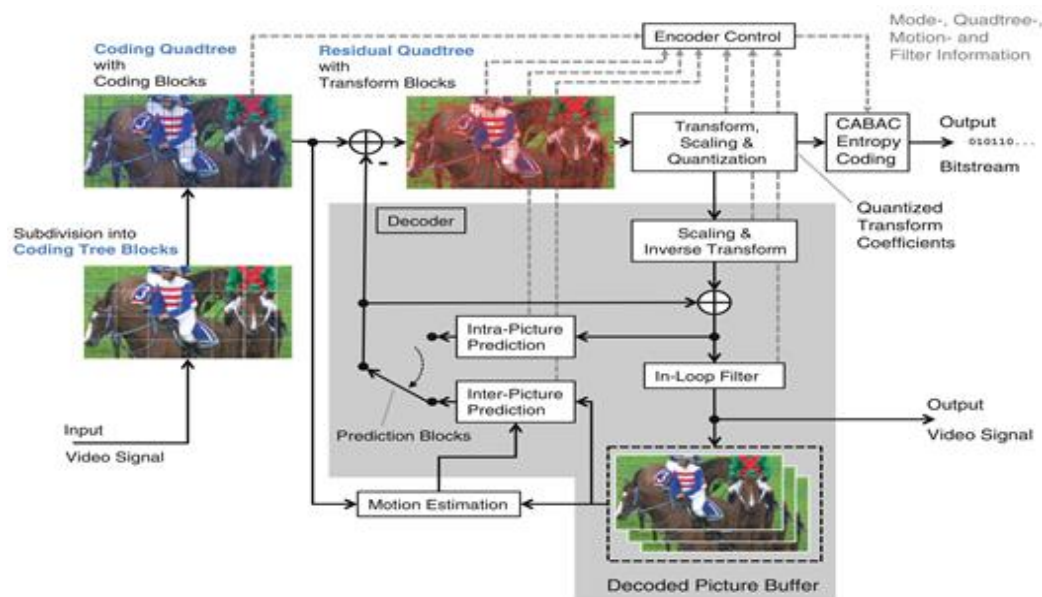 Coding Quadtree
with
Coding Blocks
Residual Quadtree
with
Transform Blocks
Encoder Control
Mode-, Quadtree-,
Motion- and
Filter Information
Transform,
Scaling &
Quantization
CABAC
Entropy
Coding
Output
010110...
Bitstream
Subdivision into
Coding Tree Blocks
Decoder
Scaling &
Inverse Transform
Quantized
Transform
Coefficients
Intra-Picture
Prediction
In-Loop Filter
Inter-Picture
Prediction
Output
Video Signal
Input
Video Signal
Prediction Blocks
Motion Estimation
Decoded Picture Buffer
-